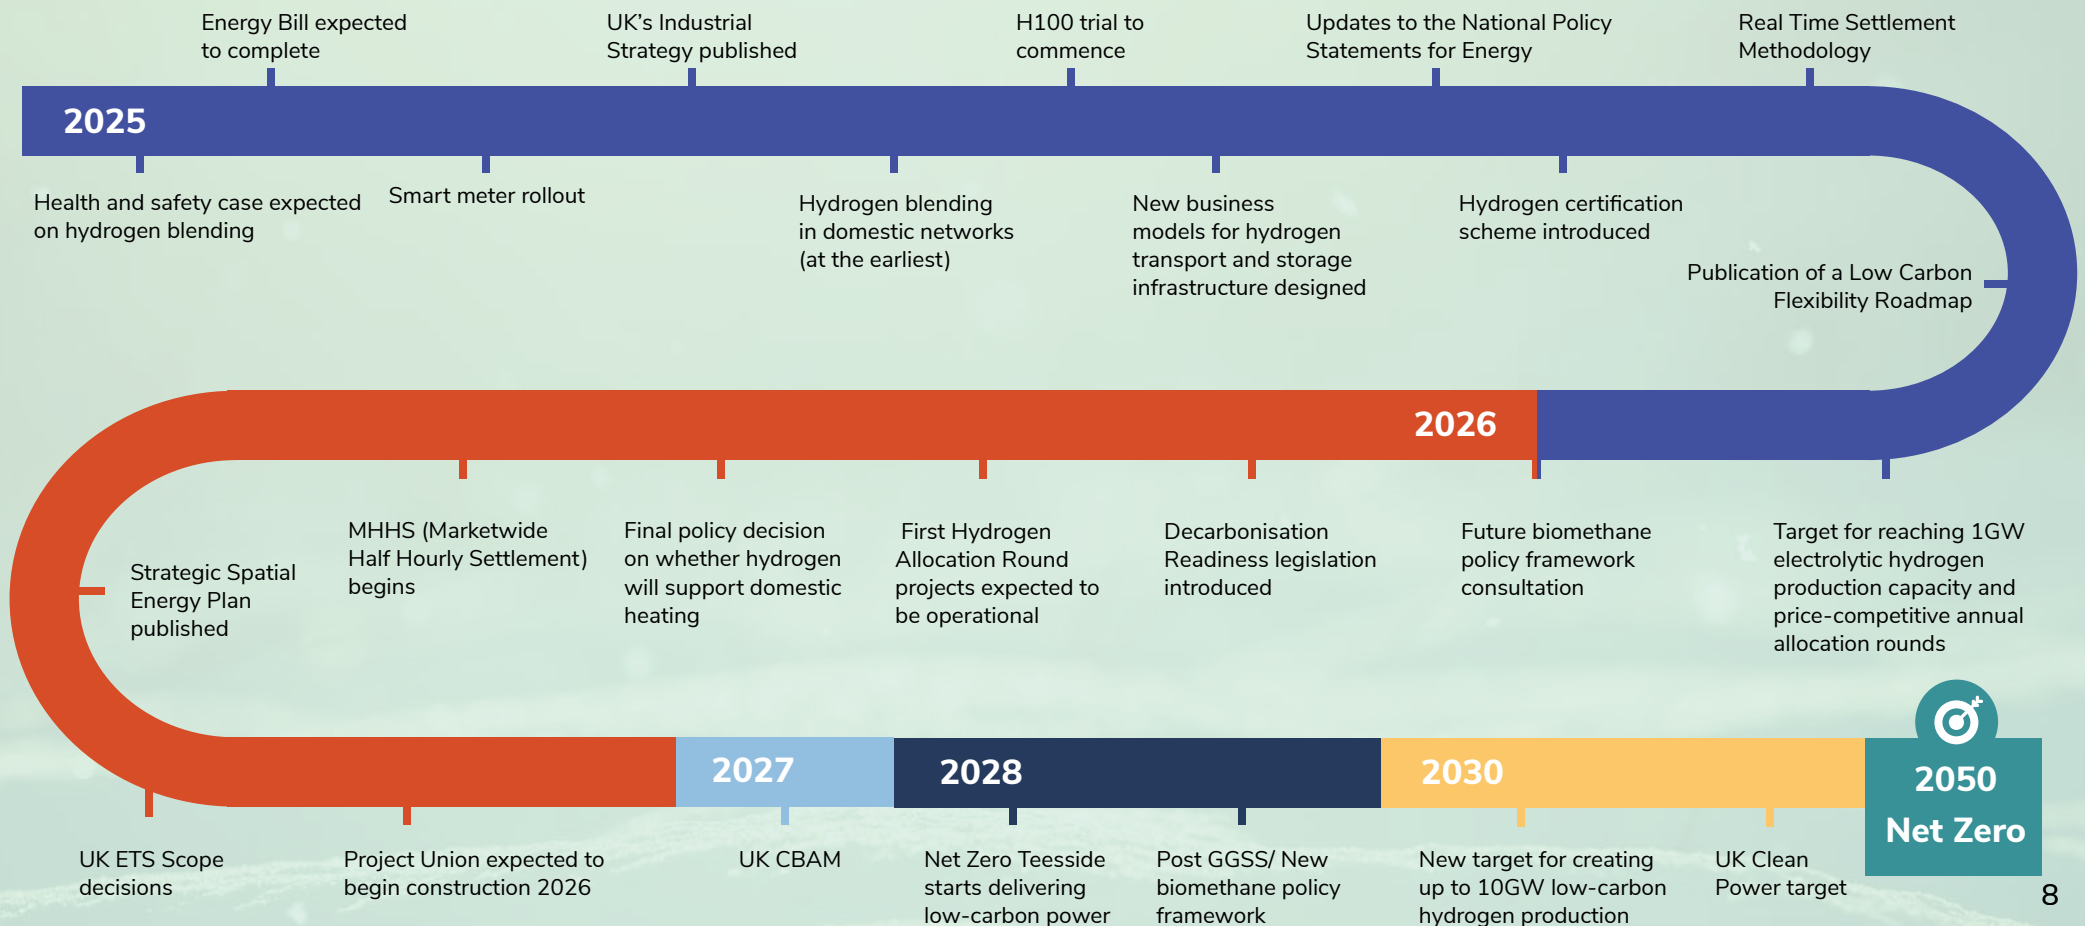 Energy Bill expected
to complete
UK's Industrial
Strategy published
H100 trial to
commence
Updates to the National Policy
Statements for Energy
Real Time Settlement
Methodology
2025
Health and safety case expected
on hydrogen blending
Smart meter rollout
Hydrogen blending
in domestic networks
(at the earliest)
New business
models for hydrogen
transport and storage
infrastructure designed
Hydrogen certification
scheme introduced
Publication of a Low Carbon
Flexibility Roadmap
2026
Target for reaching 1GW
electrolytic hydrogen
production capacity and
price-competitive annual
allocation rounds
Future biomethane
policy framework
consultation
Decarbonisation
Readiness legislation
introduced
First Hydrogen
Allocation Round
projects expected to
be operational
Final policy decision
on whether hydrogen
will support domestic
heating
MHHS (Marketwide
Half Hourly Settlement)
begins
Strategic Spatial
Energy Plan
published
2027
2028
2030
2050
Net Zero
UK ETS Scope
decisions
Project Union expected to
begin construction 2026
UK CBAM
Net Zero Teesside
starts delivering
low-carbon power
Post GGSS/ New
biomethane policy
framework
New target for creating
up to 10GW low-carbon
hydrogen production
UK Clean
Power target
8